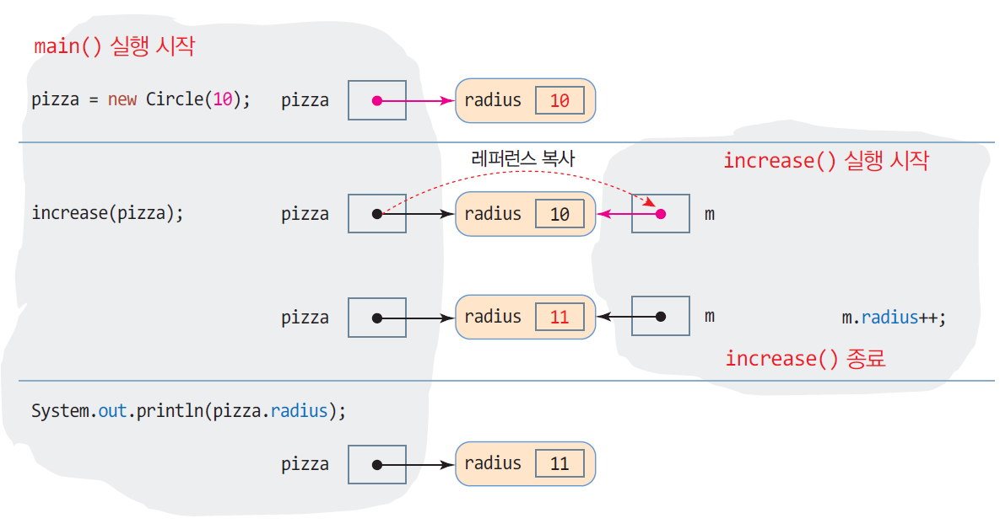 main() 실행 시작
pizza = new Circle(10); pizza radius 10
레퍼런스 복사 increase() 실행 시작
increase(pizza); pizza radius 10 m
pizza radius 11 m m.radius++;
increase() 종료
System.out.println(pizza.radius);
pizza radius 11